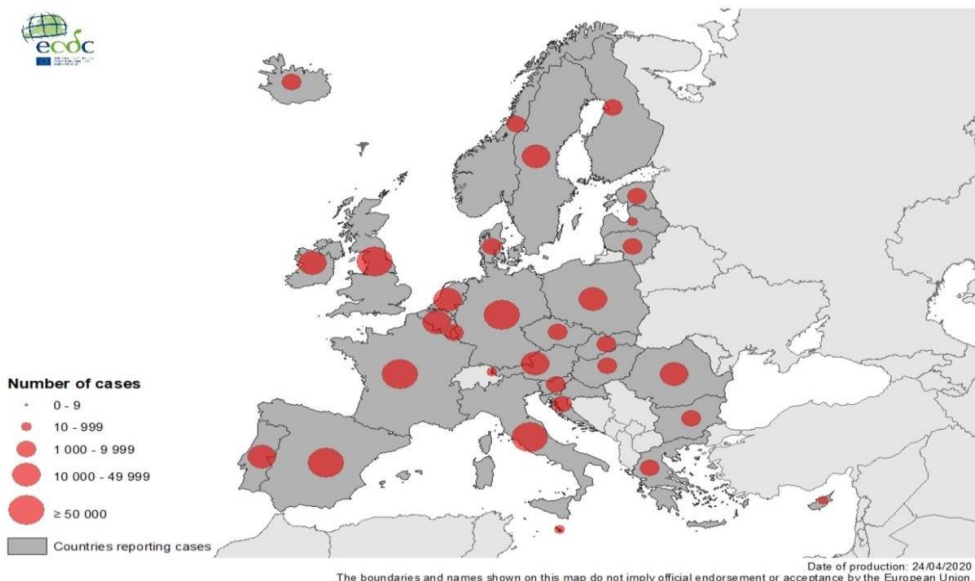 ecdc
Number of cases
0 - 9
10 - 999
1 000 - 9 999
10 000 - 49 999
≥ 50 000
Countries reporting cases
Date of production: 24/04/2020
The boundaries and names shown on this map do not imply official endorsement or acceptance by the European Union.